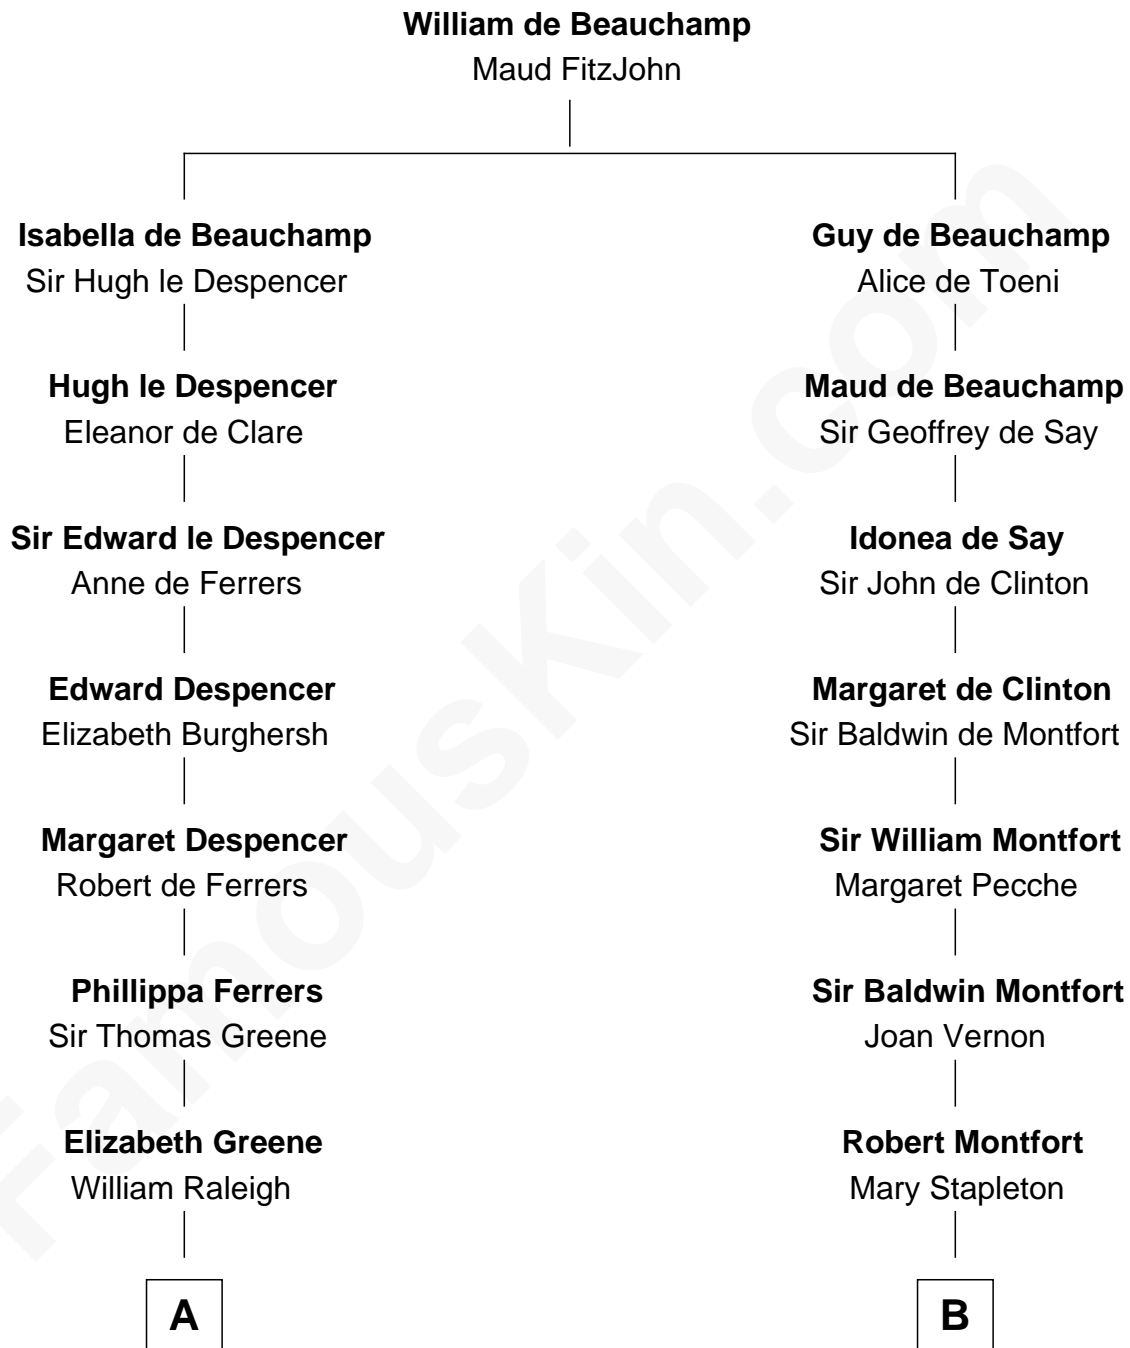 William de Beauchamp
Maud FitzJohn
Isabella de Beauchamp
Sir Hugh le Despencer
Guy de Beauchamp
Alice de Toeni
Hugh le Despencer
Eleanor de Clare
Maud de Beauchamp
Sir Geoffrey de Say
Sir Edward le Despencer
Anne de Ferrers
Idonea de Say
Sir John de Clinton
Edward Despencer
Elizabeth Burghersh
Margaret de Clinton
Sir Baldwin de Montfort
Margaret Despencer
Robert de Ferrers
Sir William Montfort
Margaret Pecche
Phillippa Ferrers
Sir Thomas Greene
Sir Baldwin Montfort
Joan Vernon
Elizabeth Greene
William Raleigh
Robert Montfort
Mary Stapleton
A
B
FamousKin.com